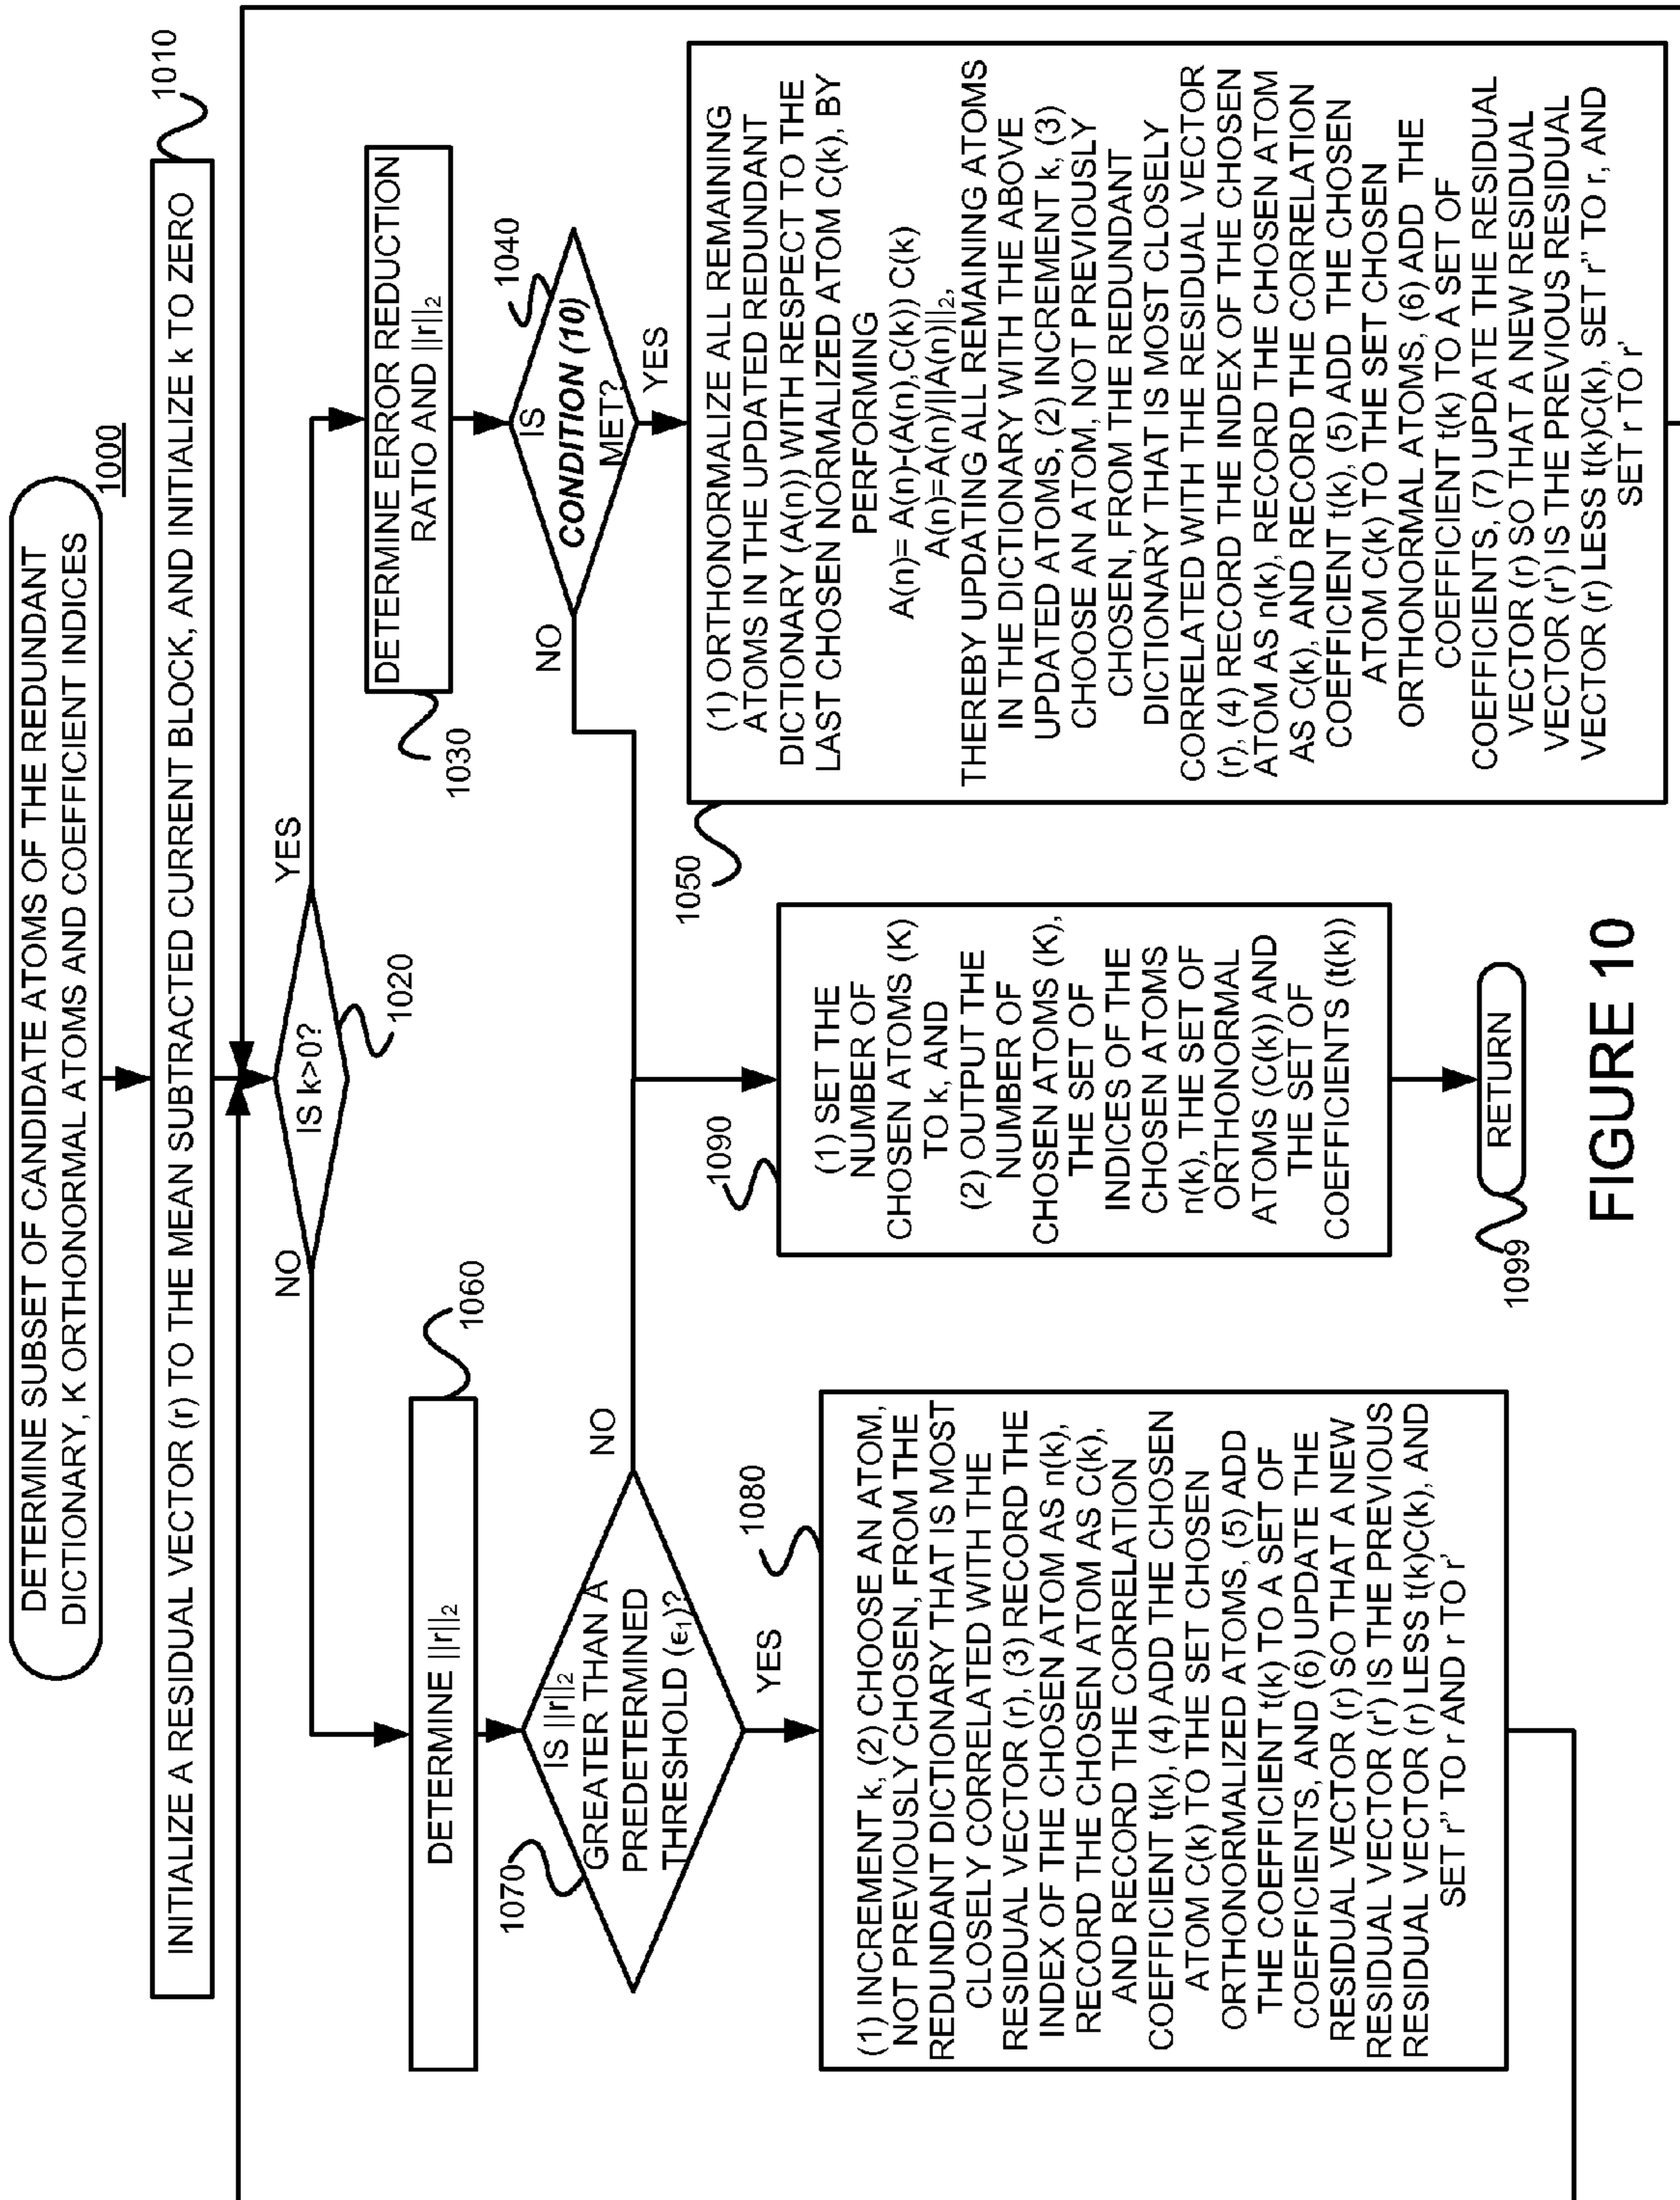 DETERMINE SUBSET OF CANDIDATE ATOMS OF THE REDUNDANT
DICTIONARY, K ORTHONORMAL ATOMS AND COEFFICIENT INDICES
1000
INITIALIZE A RESIDUAL VECTOR (r) TO THE MEAN SUBTRACTED CURRENT BLOCK, AND INITIALIZE k TO ZERO
1010
IS k>0?
1020
NO
YES
DETERMINE ||r||₂
1060
IS ||r||₂
GREATER THAN A
PREDETERMINED
THRESHOLD (ϵ₁)?
1070
NO
YES
1080
(1) INCREMENT k, (2) CHOOSE AN ATOM,
NOT PREVIOUSLY CHOSEN, FROM THE
REDUNDANT DICTIONARY THAT IS MOST
CLOSELY CORRELATED WITH THE
RESIDUAL VECTOR (r), (3) RECORD THE
INDEX OF THE CHOSEN ATOM AS n(k),
RECORD THE CHOSEN ATOM AS C(k),
AND RECORD THE CORRELATION
COEFFICIENT t(k), (4) ADD THE CHOSEN
ATOM C(k) TO THE SET CHOSEN
ORTHONORMALIZED ATOMS, (5) ADD
THE COEFFICIENT t(k) TO A SET OF
COEFFICIENTS, AND (6) UPDATE THE
RESIDUAL VECTOR (r) SO THAT A NEW
RESIDUAL VECTOR (r') IS THE PREVIOUS
RESIDUAL VECTOR (r) LESS t(k)C(k), AND
SET r'' TO r AND r TO r'
DETERMINE ERROR REDUCTION
RATIO AND ||r||₂
1030
IS
CONDITION (10)
MET?
1040
NO
YES
1050
(1) ORTHONORMALIZE ALL REMAINING
ATOMS IN THE UPDATED REDUNDANT
DICTIONARY (A(n)) WITH RESPECT TO THE
LAST CHOSEN NORMALIZED ATOM C(k), BY
PERFORMING
A(n)= A(n)-(A(n),C(k)) C(k)
A(n)=A(n)/||A(n)||₂,
THEREBY UPDATING ALL REMAINING ATOMS
IN THE DICTIONARY WITH THE ABOVE
UPDATED ATOMS, (2) INCREMENT k, (3)
CHOOSE AN ATOM, NOT PREVIOUSLY
CHOSEN, FROM THE REDUNDANT
DICTIONARY THAT IS MOST CLOSELY
CORRELATED WITH THE RESIDUAL VECTOR
(r), (4) RECORD THE INDEX OF THE CHOSEN
ATOM AS n(k), RECORD THE CHOSEN ATOM
AS C(k), AND RECORD THE CORRELATION
COEFFICIENT t(k), (5) ADD THE CHOSEN
ATOM C(k) TO THE SET CHOSEN
ORTHONORMAL ATOMS, (6) ADD THE
COEFFICIENT t(k) TO A SET OF
COEFFICIENTS, (7) UPDATE THE RESIDUAL
VECTOR (r) SO THAT A NEW RESIDUAL
VECTOR (r') IS THE PREVIOUS RESIDUAL
VECTOR (r) LESS t(k)C(k), SET r'' TO r, AND
SET r TO r'
1090
(1) SET THE
NUMBER OF
CHOSEN ATOMS (K)
TO k, AND
(2) OUTPUT THE
NUMBER OF
CHOSEN ATOMS (K),
THE SET OF
INDICES OF THE
CHOSEN ATOMS
n(k), THE SET OF
ORTHONORMAL
ATOMS (C(k)) AND
THE SET OF
COEFFICIENTS (t(k))
RETURN
1099
FIGURE 10